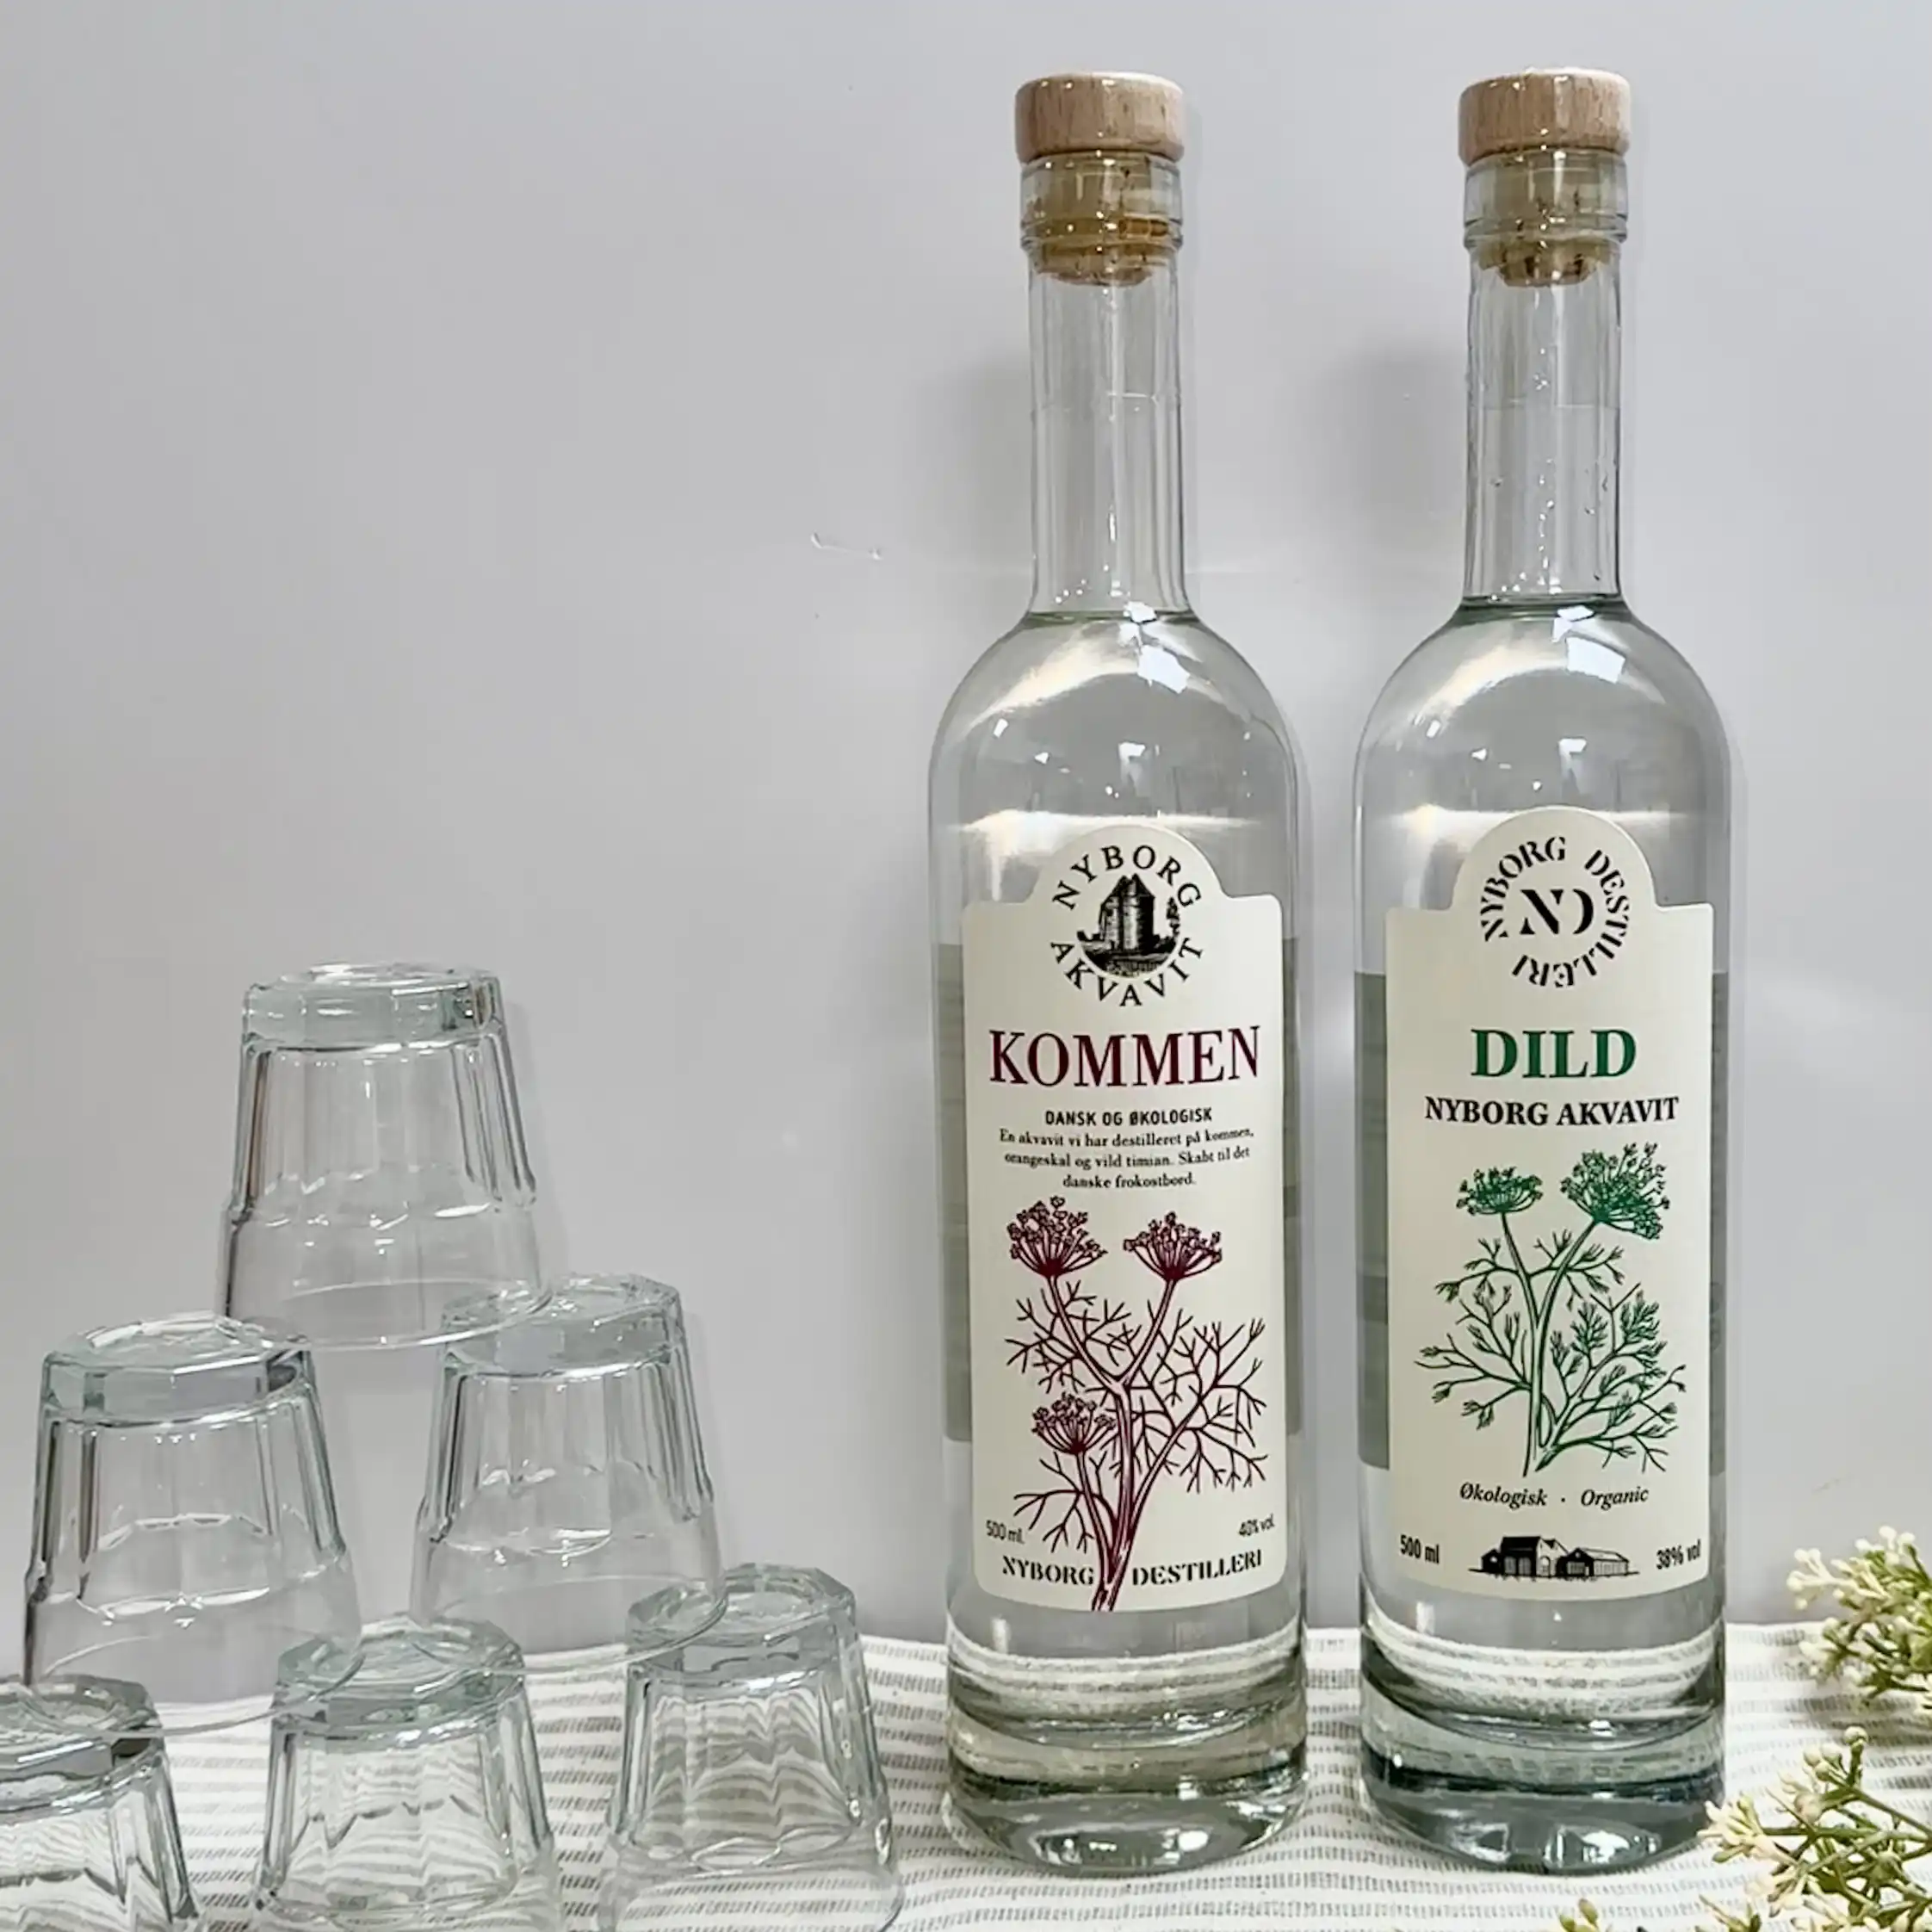 NYBORG
AKVAVIT
KOMMEN
DANSK OG ØKOLOGISK
En akvavit vi har destilleret på kommen,
orangeskal og vild timian. Skabt til det
danske frokostbord.
500 ml.
40% vol.
NYBORG DESTILLERI
NYBORG DESTILLERI
ND
DILD
NYBORG AKVAVIT
Økologisk · Organic
500 ml
38% vol